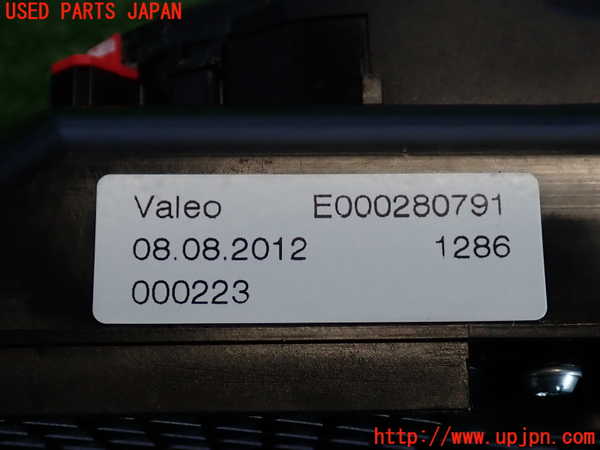 USED PARTS JAPAN
Valeo E000280791
08.08.2012 1286
000223
http://www.upjpn.com/